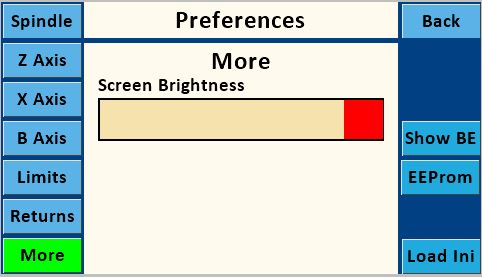 Spindle
Preferences
Back
Z Axis
More
X Axis
Screen Brightness
B Axis
Show BE
Limits
EEProm
Returns
More
Load Ini